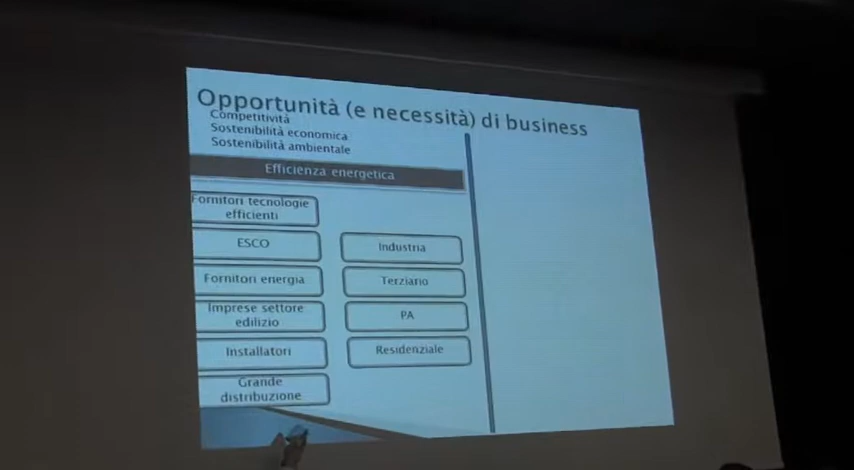 Opportunità (e necessità) di business
Competitività
Sostenibilità economica
Sostenibilità ambientale
Efficienza energetica
Fornitori tecnologie
efficienti
ESCO
Fornitori energia
Imprese settore
edilizio
Installatori
Grande
distribuzione
Industria
Terziario
PA
Residenziale